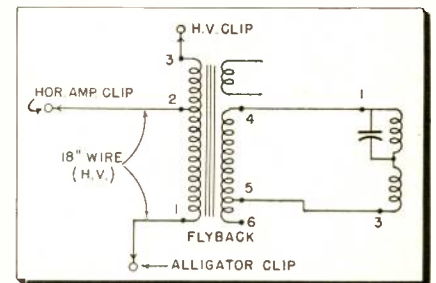 H.V. CLIP
3
HOR. AMP CLIP
2
4
1
18" WIRE
(H.V.)
5
1
3
6
FLYBACK
ALLIGATOR CLIP